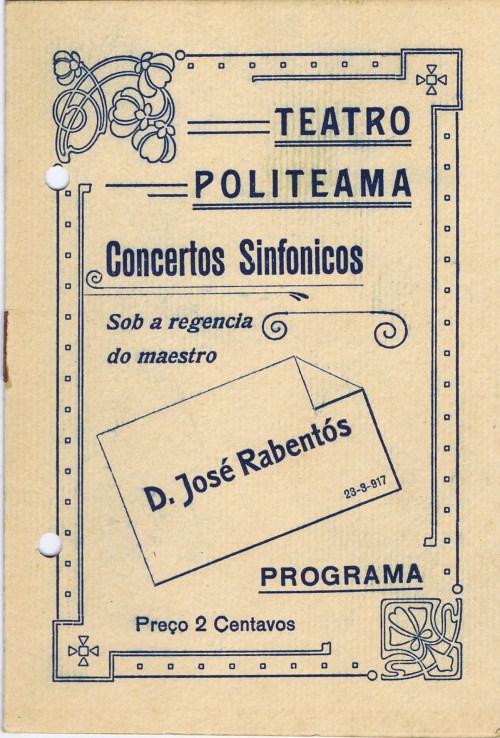 TEATRO
POLITEAMA
Concertos Sinfonicos
Sob a regencia
do maestro
D. José Rabentós
23-3-917
PROGRAMA
Preço 2 Centavos